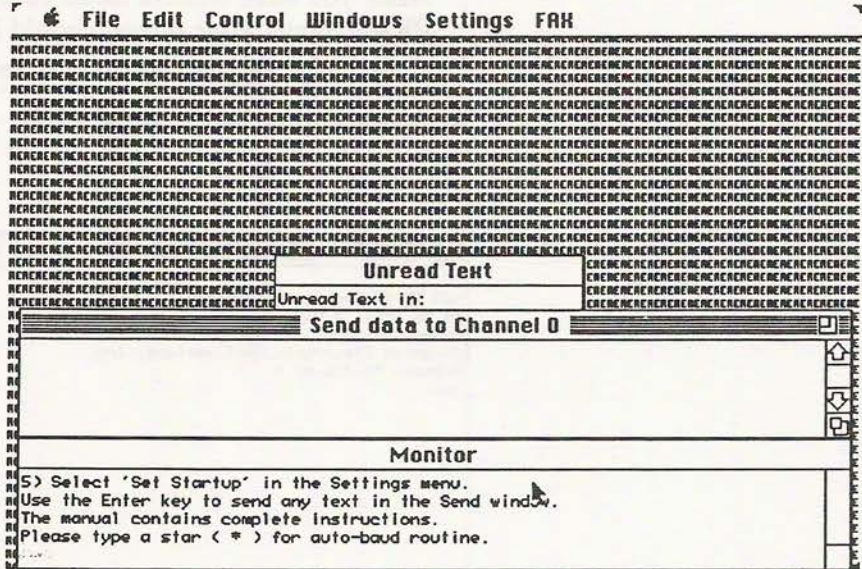 File Edit Control Windows Settings FAX
Unread Text
Unread Text in:
Send data to Channel 0
Monitor
5) Select 'Set Startup' in the Settings menu.
Use the Enter key to send any text in the Send window.
The manual contains complete instructions.
Please type a star ( * ) for auto-baud routine.